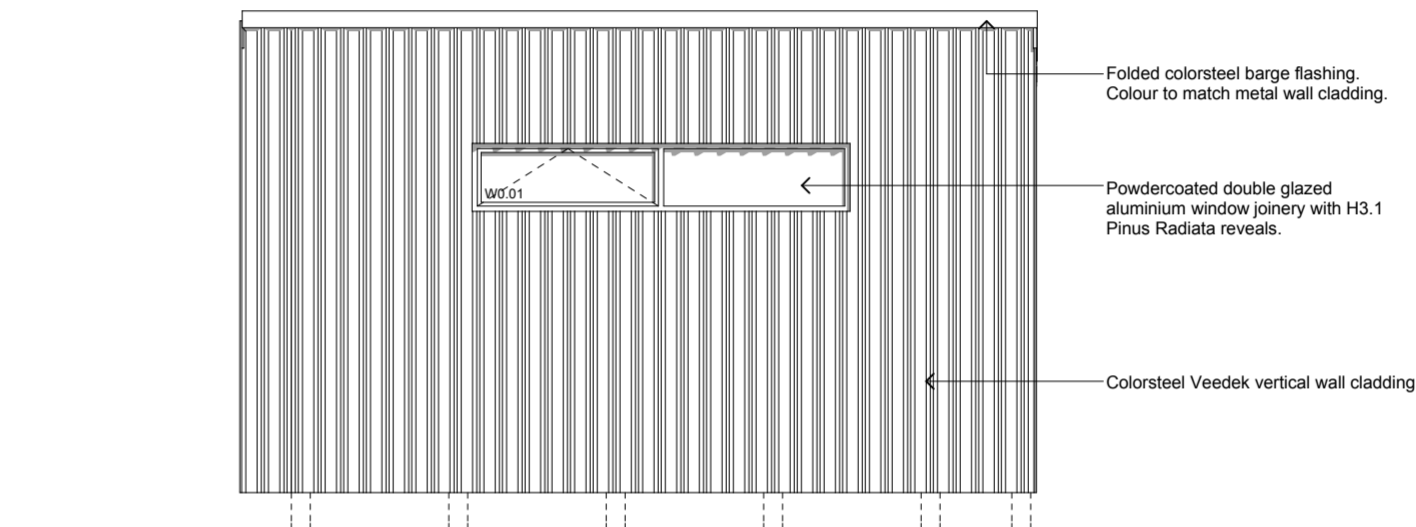 Folded colorsteel barge flashing.
Colour to match metal wall cladding.
W0.01
Powdercoated double glazed
aluminium window joinery with H3.1
Pinus Radiata reveals.
Colorsteel Veedek vertical wall cladding